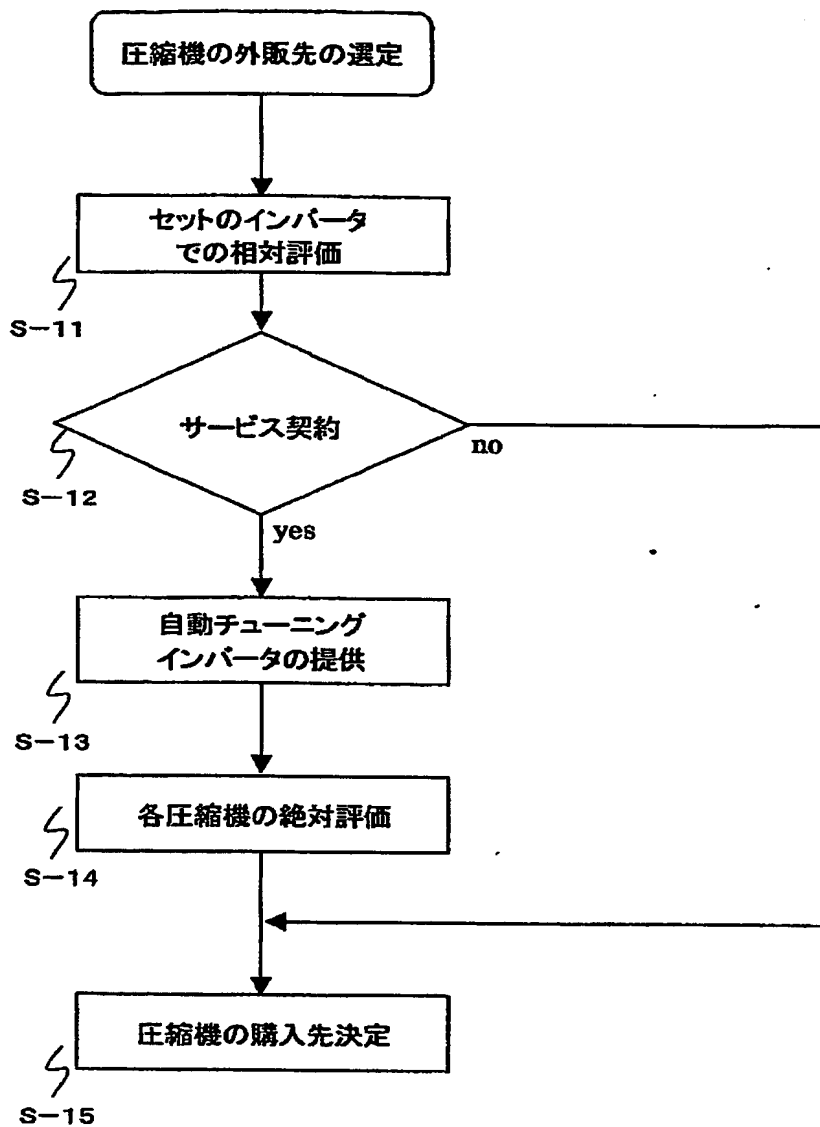 圧縮機の外販先の選定
セットのインバータ
での相対評価
S-11
サービス契約
no
S-12
yes
自動チューニング
インバータの提供
S-13
各圧縮機の絶対評価
S-14
圧縮機の購入先決定
S-15